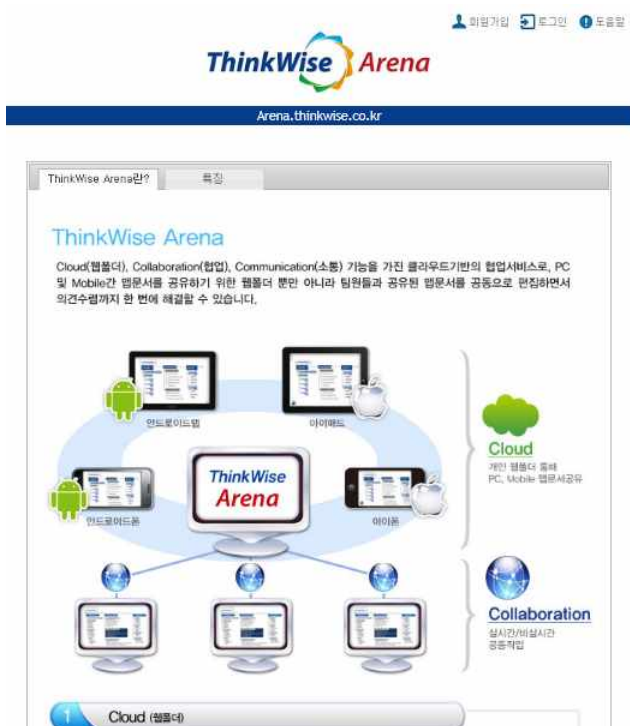 회원가입 로그인 도움말
ThinkWise Arena
Arena.thinkwise.co.kr
ThinkWise Arena란? 특징
ThinkWise Arena
Cloud(웹폴더), Collaboration(협업), Communication(소통) 기능을 가진 클라우드기반의 협업서비스로, PC
및 Mobile간 맵문서를 공유하기 위한 웹폴더 뿐만 아니라 팀원들과 공유된 맵문서를 공동으로 편집하면서
의견수렴까지 한 번에 해결할 수 있습니다.
안드로이드탭
아이패드
ThinkWise
Arena
안드로이드폰
아이폰
Cloud
개인 웹폴더 통해
PC, Mobile 맵문서공유
Collaboration
실시간/비실시간
공동작업
1 Cloud (웹폴더)